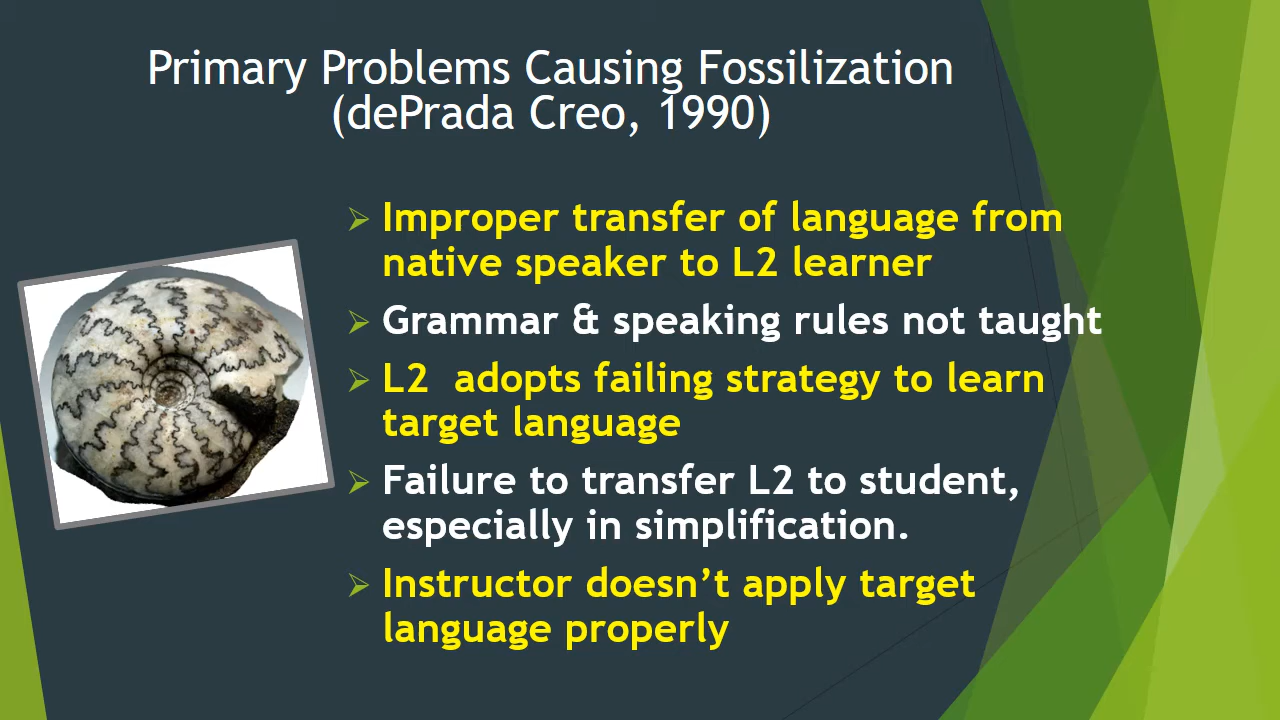 Primary Problems Causing Fossilization
(dePrada Creo, 1990)
Improper transfer of language from
native speaker to L2 learner
Grammar & speaking rules not taught
L2  adopts failing strategy to learn
target language
Failure to transfer L2 to student,
especially in simplification.
Instructor doesn’t apply target
language properly